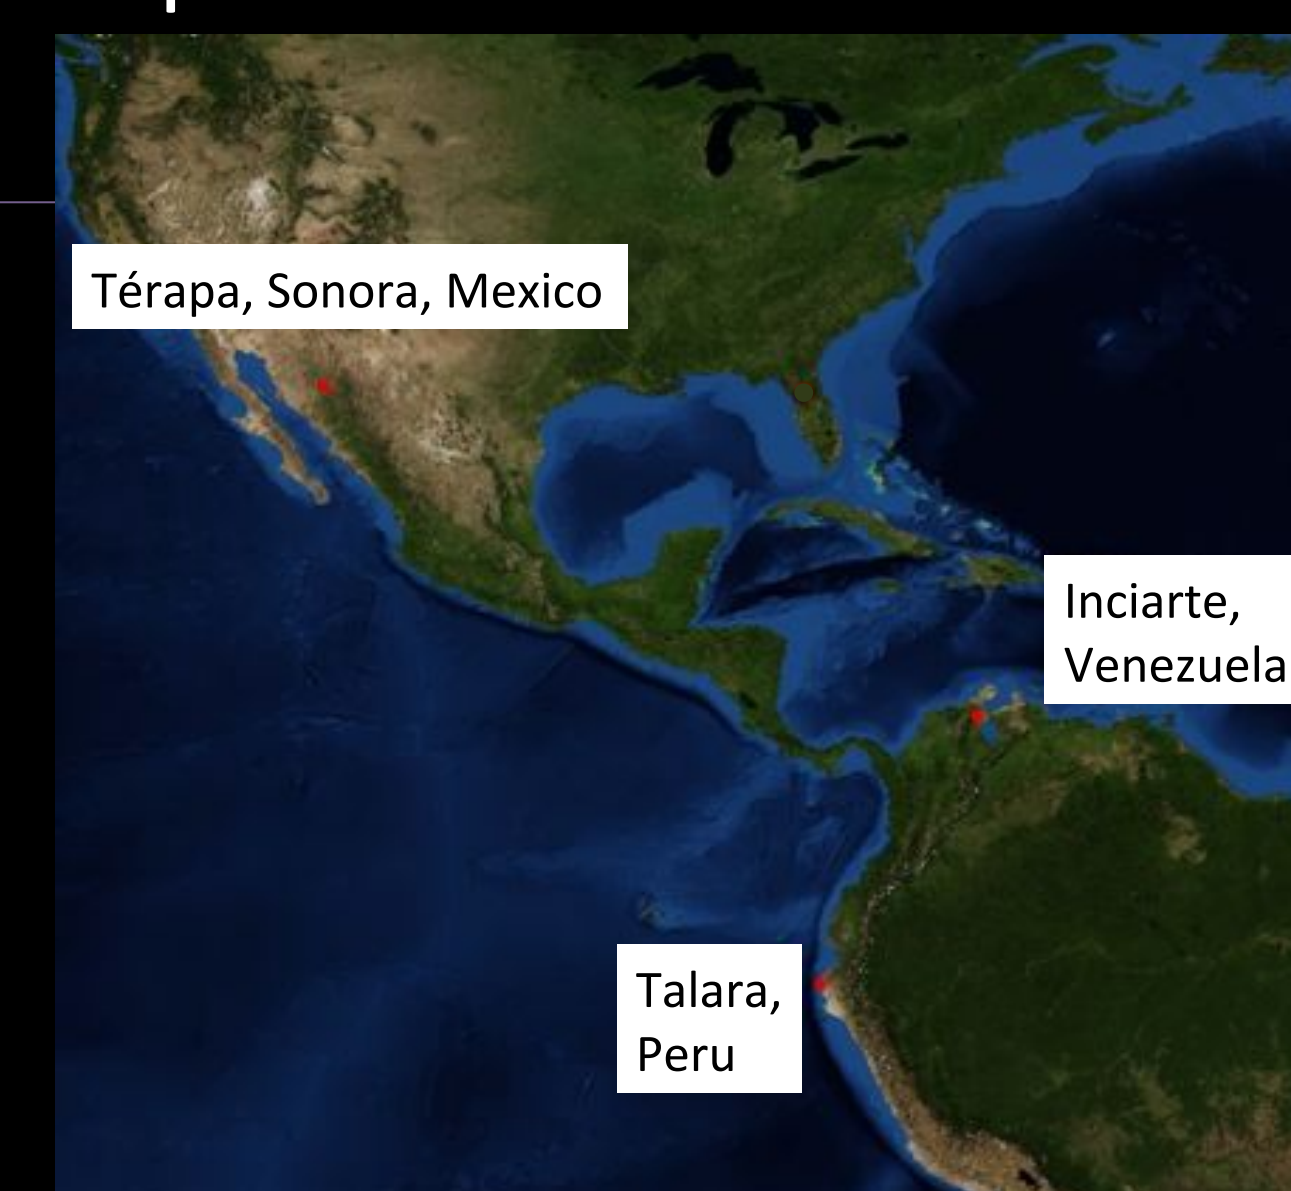 Térapa, Sonora, Mexico
Inciarte,
Venezuela
Talara,
Peru